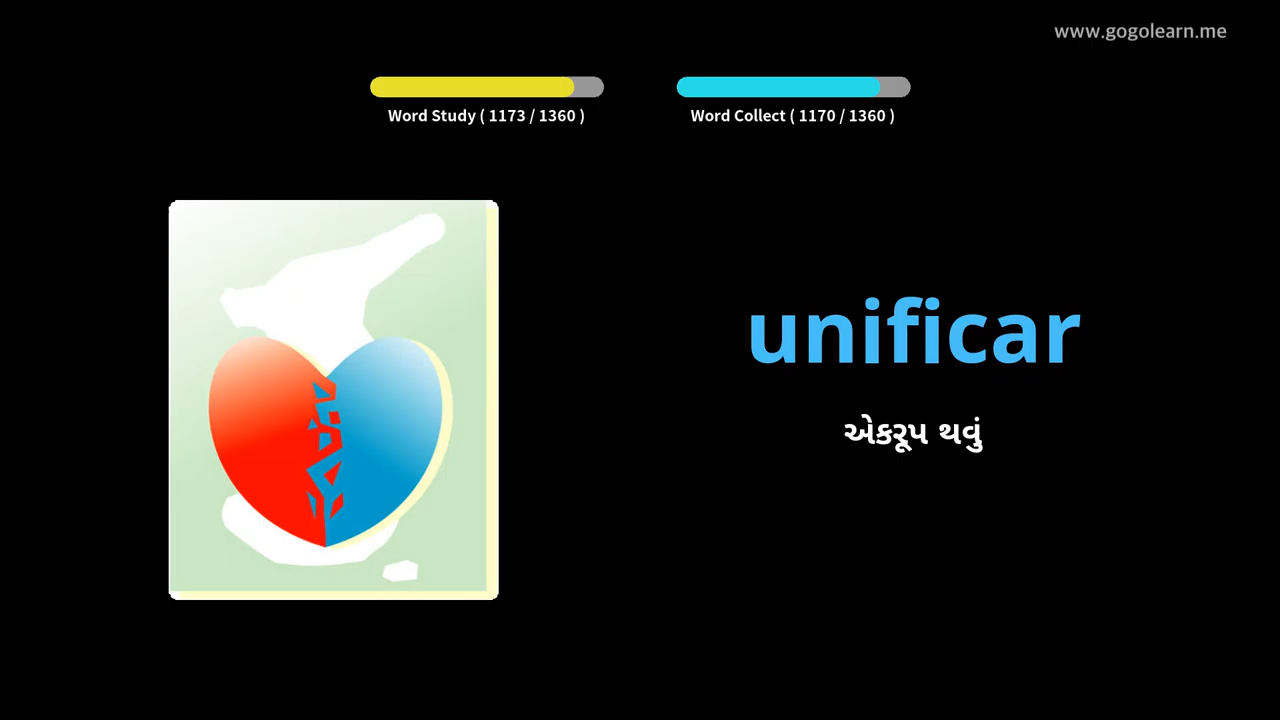 www.gogolearn.me
Word Study ( 1173 / 1360 )
Word Collect ( 1170 / 1360 )
unificar
એકરૂપ થવું